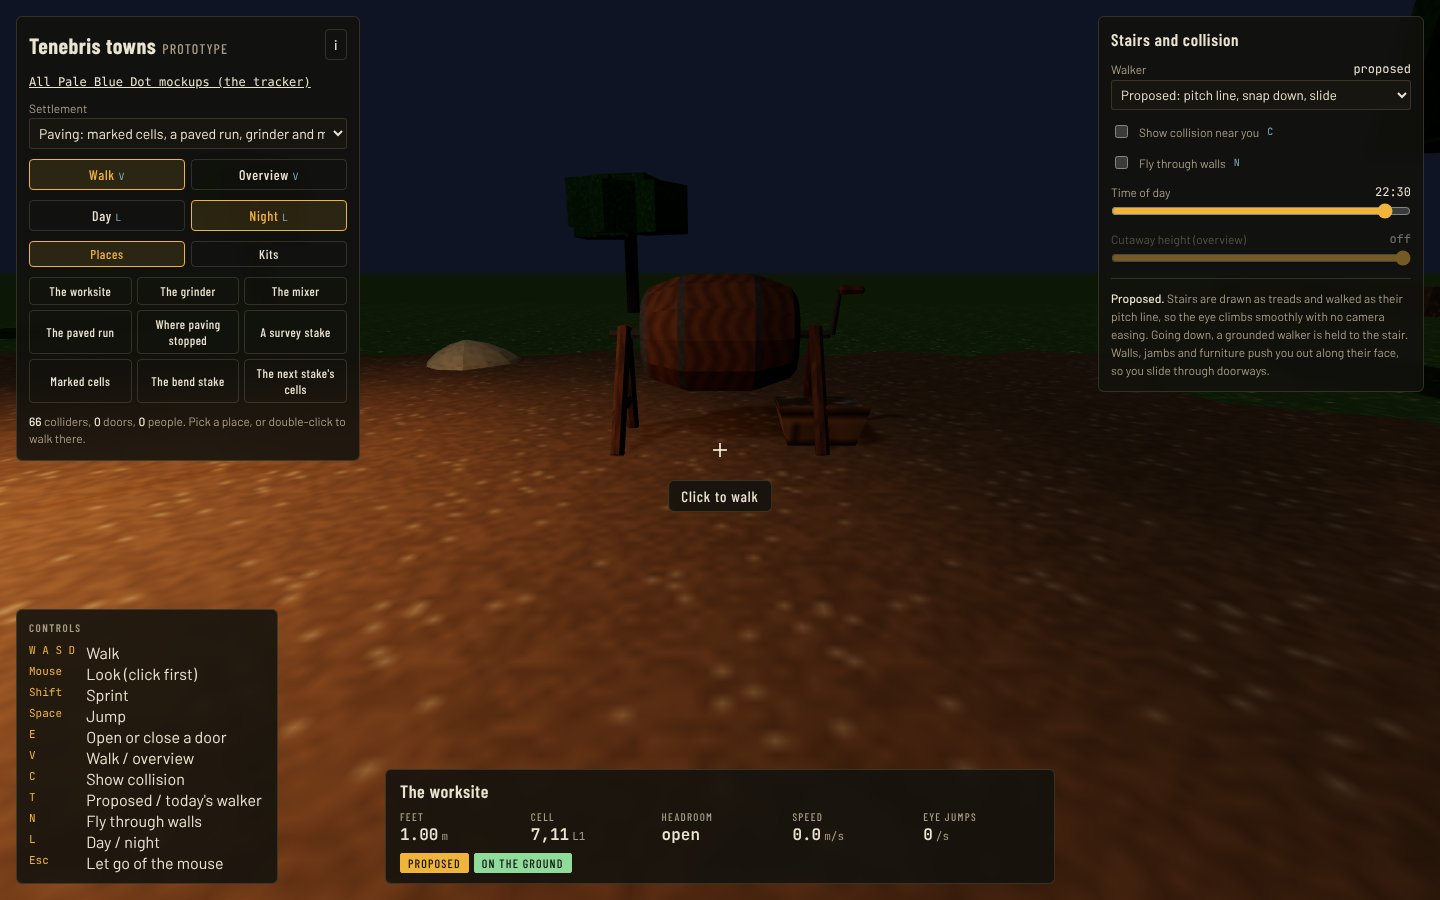 Tenebris towns PROTOTYPE
i
All Pale Blue Dot mockups (the tracker)
Settlement
Paving: marked cells, a paved run, grinder and m
Walk V
Overview V
Day L
Night L
Places
Kits
The worksite
The grinder
The mixer
The paved run
Where paving stopped
A survey stake
Marked cells
The bend stake
The next stake's cells
66 colliders, 0 doors, 0 people. Pick a place, or double-click to
walk there.
Stairs and collision
Walker proposed
Proposed: pitch line, snap down, slide
Show collision near you C
Fly through walls N
Time of day 22:30
Cutaway height (overview) off
Proposed. Stairs are drawn as treads and walked as their
pitch line, so the eye climbs smoothly with no camera
easing. Going down, a grounded walker is held to the stair.
Walls, jambs and furniture push you out along their face,
so you slide through doorways.
Click to walk
CONTROLS
W A S D Walk
Mouse Look (click first)
Shift Sprint
Space Jump
E Open or close a door
V Walk / overview
C Show collision
T Proposed / today's walker
N Fly through walls
L Day / night
Esc Let go of the mouse
The worksite
FEET CELL HEADROOM SPEED EYE JUMPS
1.00 m 7,11 L1 open 0.0 m/s 0 /s
PROPOSED ON THE GROUND